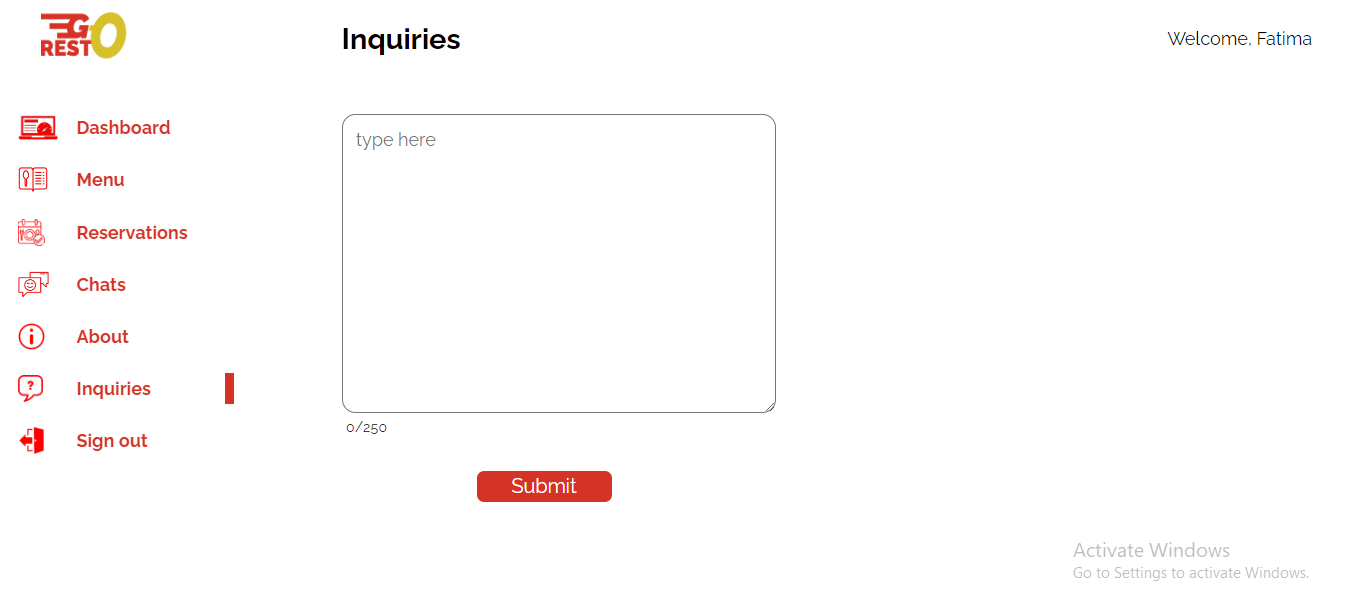 GO
REST
Inquiries
Welcome, Fatima
Dashboard
Menu
Reservations
Chats
About
Inquiries
Sign out
type here
0/250
Submit
Activate Windows
Go to Settings to activate Windows.